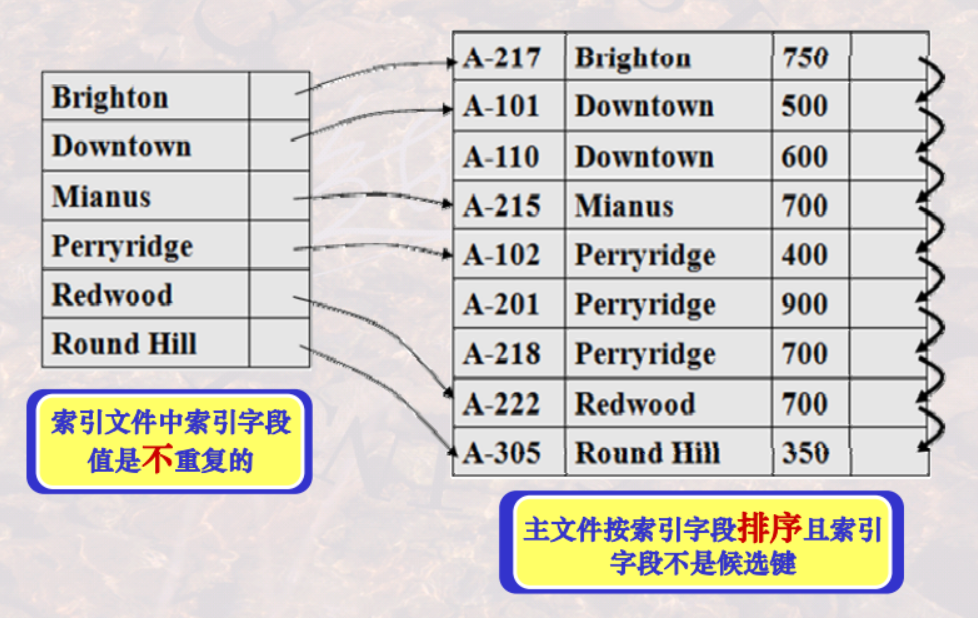 Brighton
Downtown
Mianus
Perryridge
Redwood
Round Hill
A-217 Brighton 750
A-101 Downtown 500
A-110 Downtown 600
A-215 Mianus 700
A-102 Perryridge 400
A-201 Perryridge 900
A-218 Perryridge 700
A-222 Redwood 700
A-305 Round Hill 350
索引文件中索引字段
值是不重复的
主文件按索引字段排序且索引
字段不是候选键